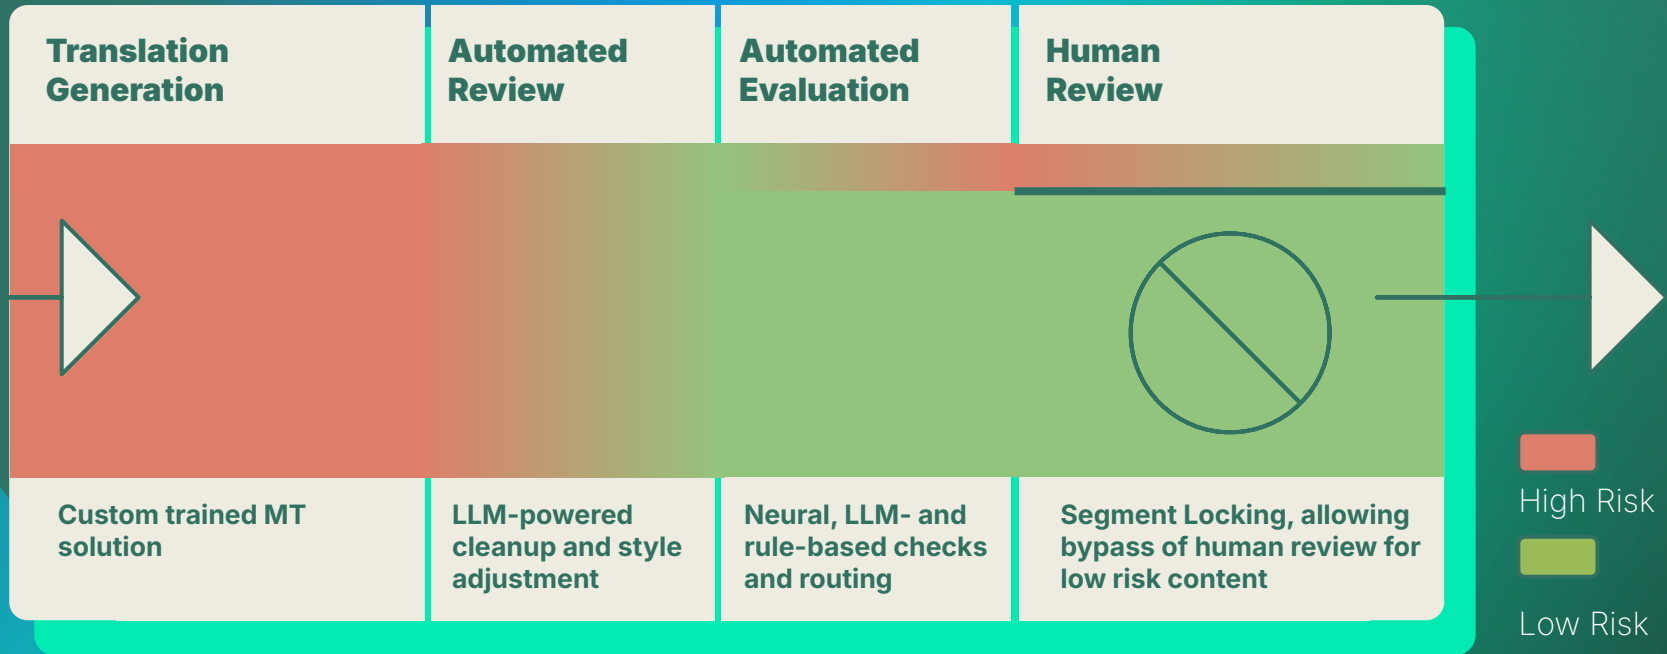 Translation
Generation
Automated
Review
Automated
Evaluation
Human
Review
Custom trained MT
solution
LLM-powered
cleanup and style
adjustment
Neural, LLM- and
rule-based checks
and routing
Segment Locking, allowing
bypass of human review for
low risk content
High Risk
Low Risk